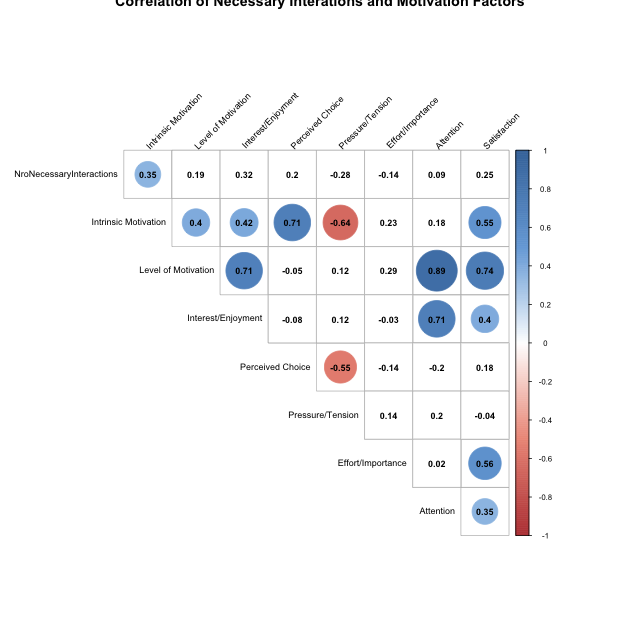 Correlation of Necessary Interations and Motivation Factors
Intrinsic Motivation
Level of Motivation
Interest/Enjoyment
Perceived Choice
Pressure/Tension
Effort/Importance
Attention
Satisfaction
NroNecessaryInteractions 0.35 0.19 0.32 0.2 -0.28 -0.14 0.09 0.25
Intrinsic Motivation 0.4 0.42 0.71 -0.64 0.23 0.18 0.55
Level of Motivation 0.71 -0.05 0.12 0.29 0.89 0.74
Interest/Enjoyment -0.08 0.12 -0.03 0.71 0.4
Perceived Choice -0.55 -0.14 -0.2 0.18
Pressure/Tension 0.14 0.2 -0.04
Effort/Importance 0.02 0.56
Attention 0.35
1
0.8
0.6
0.4
0.2
0
-0.2
-0.4
-0.6
-0.8
-1